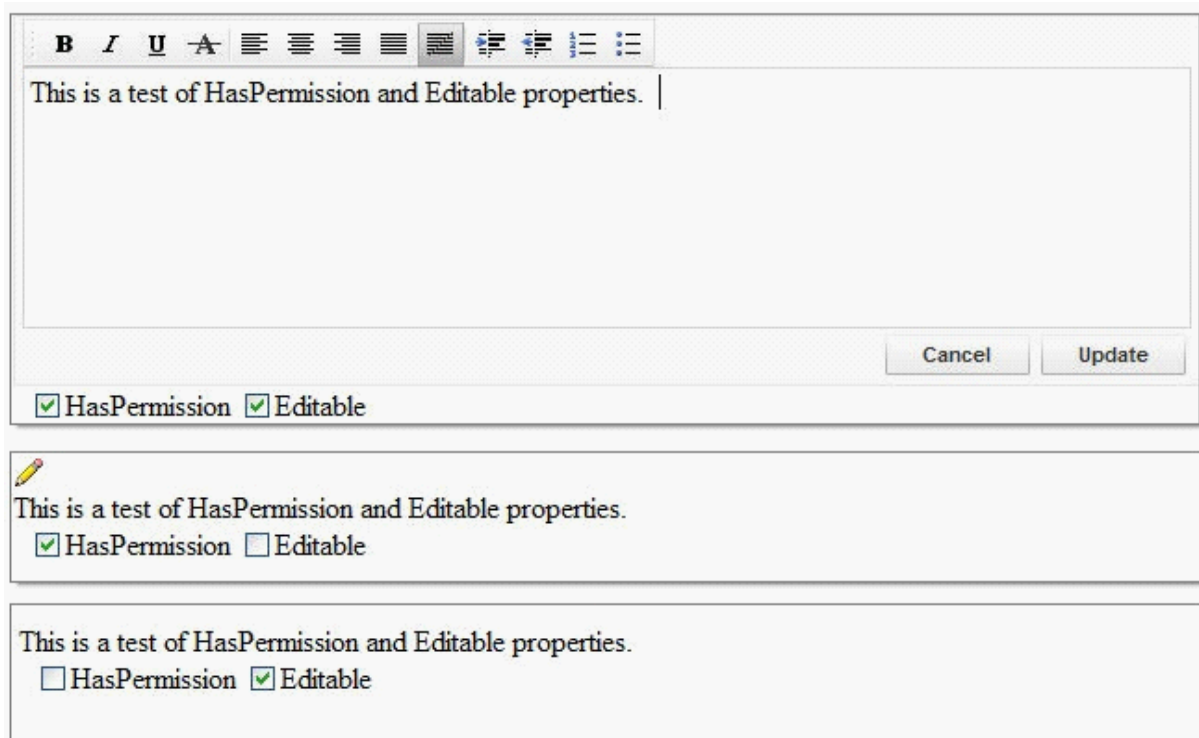 B I U A
This is a test of HasPermission and Editable properties.
Cancel Update
HasPermission Editable
This is a test of HasPermission and Editable properties.
HasPermission Editable
This is a test of HasPermission and Editable properties.
HasPermission Editable